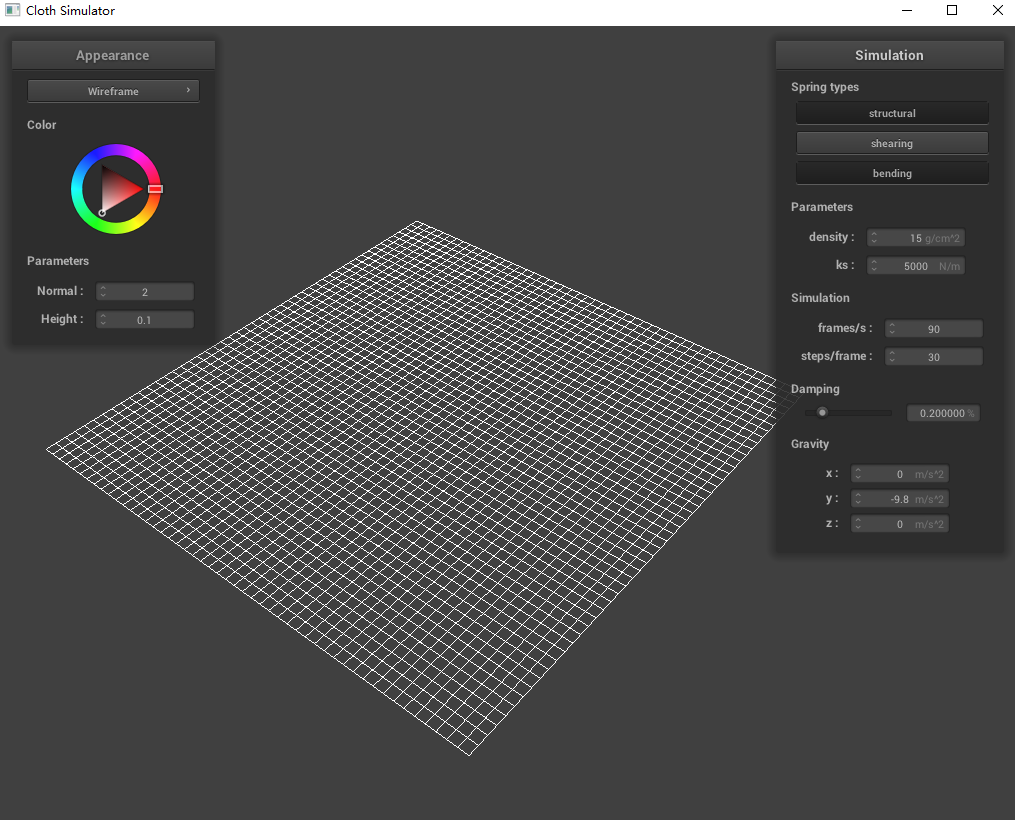 Cloth Simulator
Appearance
Wireframe
Color
Parameters
Normal : 2
Height : 0.1
Simulation
Spring types
structural
shearing
bending
Parameters
density : 15 g/cm^2
ks : 5000 N/m
Simulation
frames/s : 90
steps/frame : 30
Damping
0.200000 %
Gravity
x : 0 m/s^2
y : -9.8 m/s^2
z : 0 m/s^2